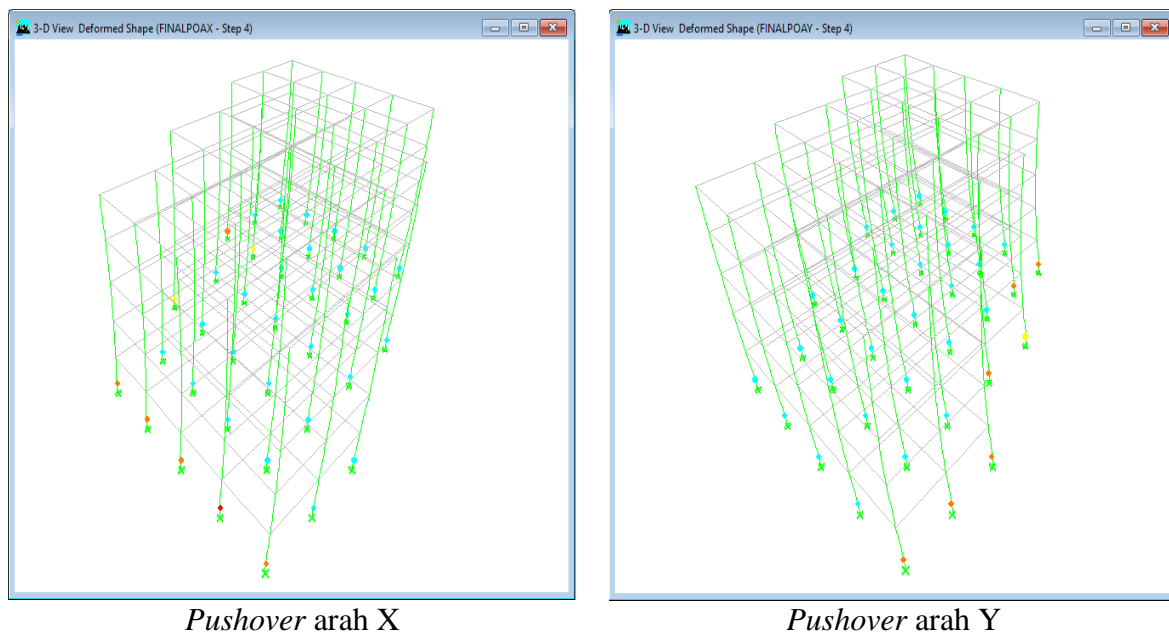 3-D View Deformed Shape (FINALPOAX - Step 4)
3-D View Deformed Shape (FINALPOAY - Step 4)
Pushover arah X
Pushover arah Y